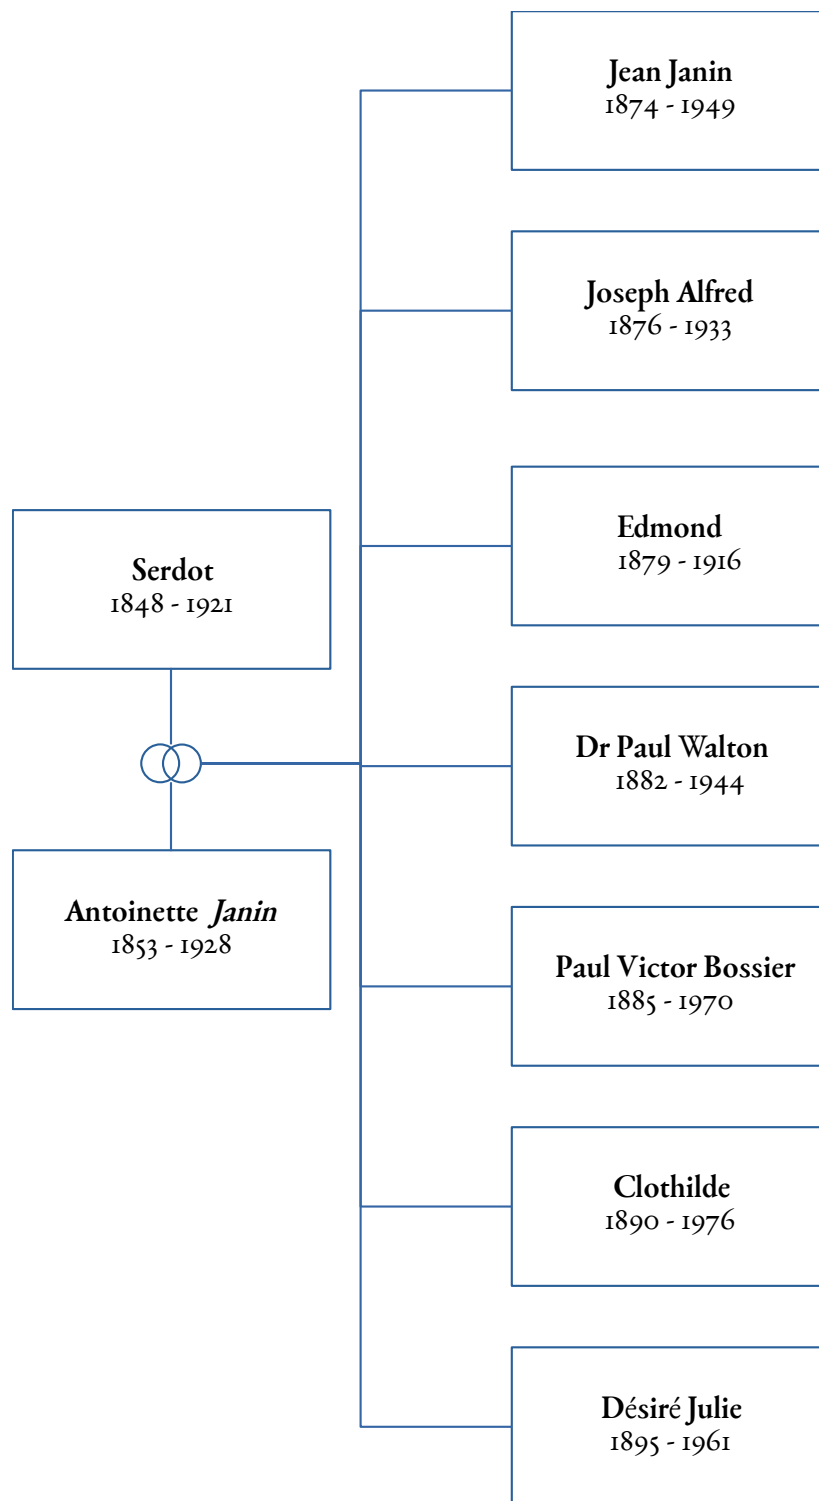 Jean Janin
1874 - 1949
Joseph Alfred
1876 - 1933
Edmond
1879 - 1916
Serdot
1848 - 1921
Dr Paul Walton
1882 - 1944
Antoinette Janin
1853 - 1928
Paul Victor Bossier
1885 - 1970
Clothilde
1890 - 1976
Désiré Julie
1895 - 1961